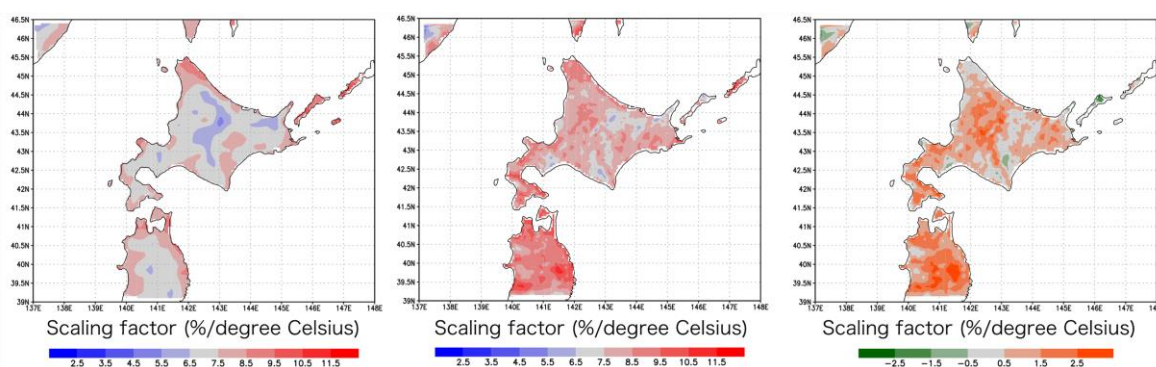 46.5N
46N
45.5N
45N
44.5N
44N
43.5N
43N
42.5N
42N
41.5N
41N
40.5N
40N
39.5N
39N
137E 138E 139E 140E 141E 142E 143E 144E 145E 146E 147E 148E
Scaling factor (%/degree Celsius)
2.5 3.5 4.5 5.5 6.5 7.5 8.5 9.5 10.5 11.5
46.5N
46N
45.5N
45N
44.5N
44N
43.5N
43N
42.5N
42N
41.5N
41N
40.5N
40N
39.5N
39N
137E 138E 139E 140E 141E 142E 143E 144E 145E 146E 147E 148E
Scaling factor (%/degree Celsius)
2.5 3.5 4.5 5.5 6.5 7.5 8.5 9.5 10.5 11.5
46.5N
46N
45.5N
45N
44.5N
44N
43.5N
43N
42.5N
42N
41.5N
41N
40.5N
40N
39.5N
39N
137E 138E 139E 140E 141E 142E 143E 144E 145E 146E 147E
Scaling factor (%/degree Celsius)
-2.5 -1.5 -0.5 0.5 1.5 2.5